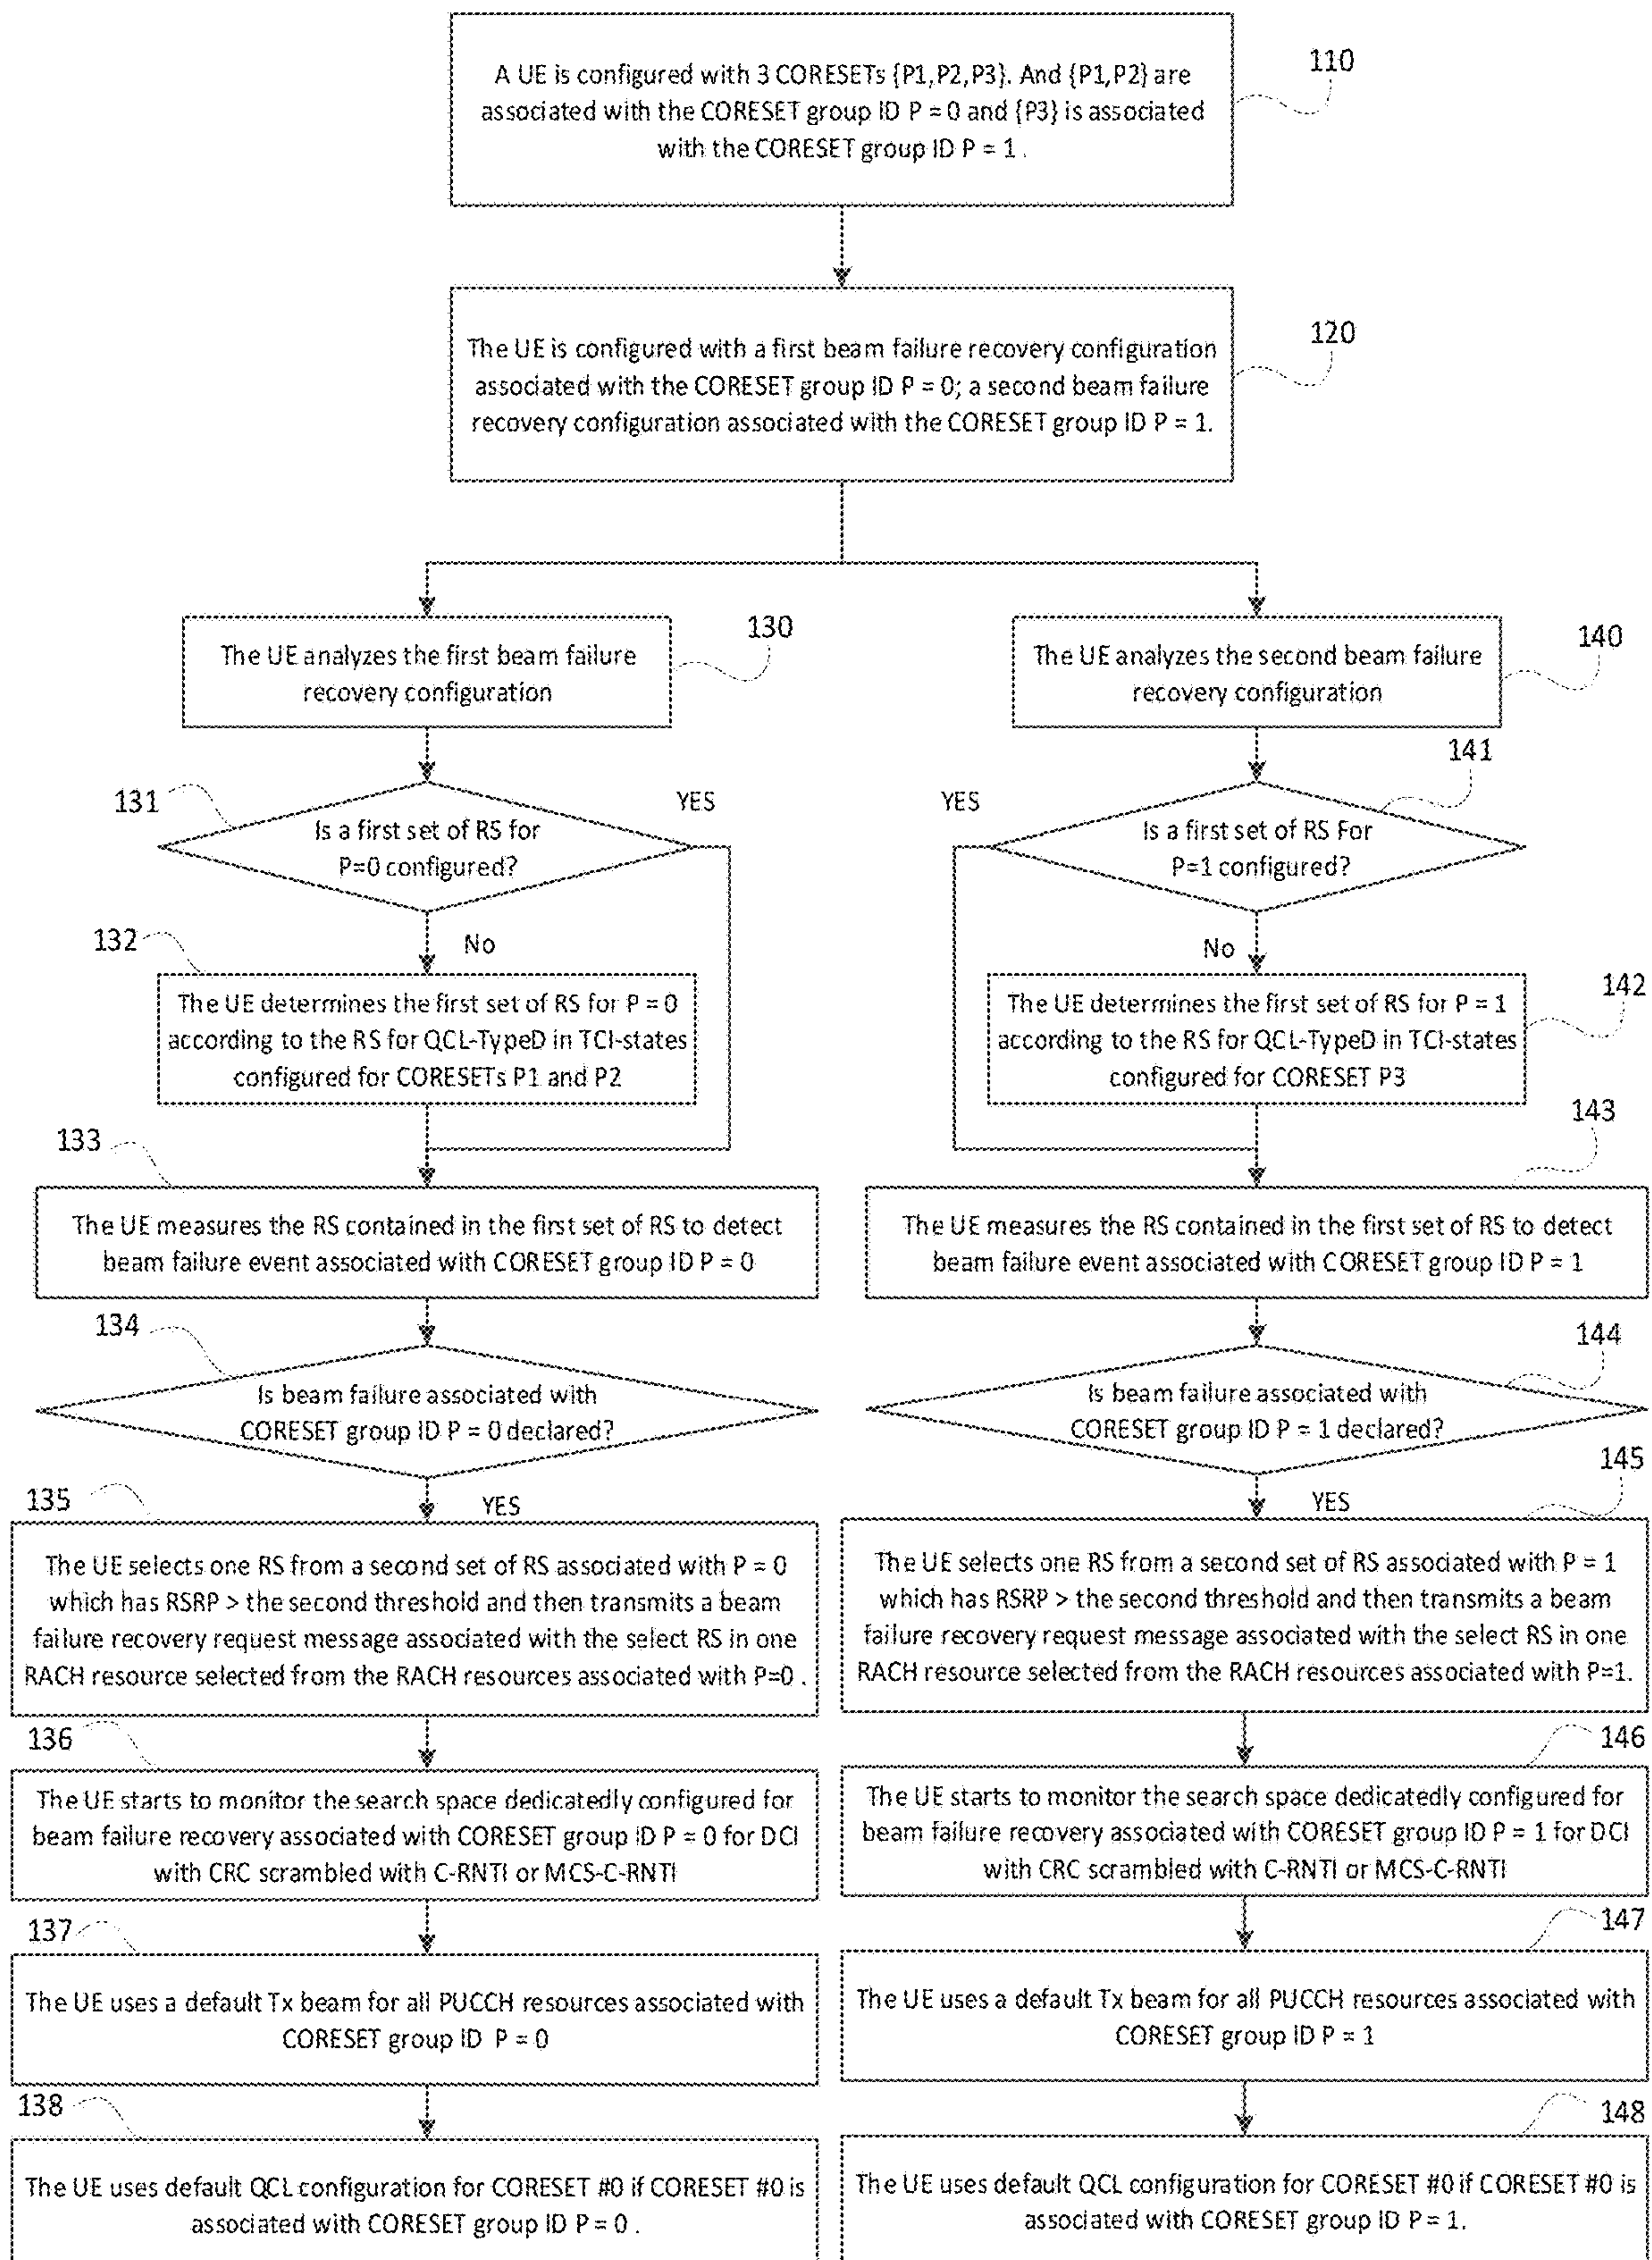 A UE is configured with 3 CORESETs {P1,P2,P3}. And {P1,P2} are
associated with the CORESET group ID P = 0 and {P3} is associated
with the CORESET group ID P = 1 .
110
The UE is configured with a first beam failure recovery configuration
associated with the CORESET group ID P = 0; a second beam failure
recovery configuration associated with the CORESET group ID P = 1.
120
The UE analyzes the first beam failure
recovery configuration
130
131
Is a first set of RS for
P=0 configured?
YES
No
132
The UE determines the first set of RS for P = 0
according to the RS for QCL-TypeD in TCI-states
configured for CORESETs P1 and P2
133
The UE measures the RS contained in the first set of RS to detect
beam failure event associated with CORESET group ID P = 0
134
Is beam failure associated with
CORESET group ID P = 0 declared?
YES
135
The UE selects one RS from a second set of RS associated with P = 0
which has RSRP > the second threshold and then transmits a beam
failure recovery request message associated with the select RS in one
RACH resource selected from the RACH resources associated with P=0 .
136
The UE starts to monitor the search space dedicatedly configured for
beam failure recovery associated with CORESET group ID P = 0 for DCI
with CRC scrambled with C-RNTI or MCS-C-RNTI
137
The UE uses a default Tx beam for all PUCCH resources associated with
CORESET group ID P = 0
138
The UE uses default QCL configuration for CORESET #0 if CORESET #0 is
associated with CORESET group ID P = 0 .
The UE analyzes the second beam failure
recovery configuration
140
141
YES
Is a first set of RS For
P=1 configured?
No
The UE determines the first set of RS for P = 1
according to the RS for QCL-TypeD in TCI-states
configured for CORESET P3
142
143
The UE measures the RS contained in the first set of RS to detect
beam failure event associated with CORESET group ID P = 1
144
Is beam failure associated with
CORESET group ID P = 1 declared?
145
YES
The UE selects one RS from a second set of RS associated with P = 1
which has RSRP > the second threshold and then transmits a beam
failure recovery request message associated with the select RS in one
RACH resource selected from the RACH resources associated with P=1.
146
The UE starts to monitor the search space dedicatedly configured for
beam failure recovery associated with CORESET group ID P = 1 for DCI
with CRC scrambled with C-RNTI or MCS-C-RNTI
147
The UE uses a default Tx beam for all PUCCH resources associated with
CORESET group ID P = 1
148
The UE uses default QCL configuration for CORESET #0 if CORESET #0 is
associated with CORESET group ID P = 1.